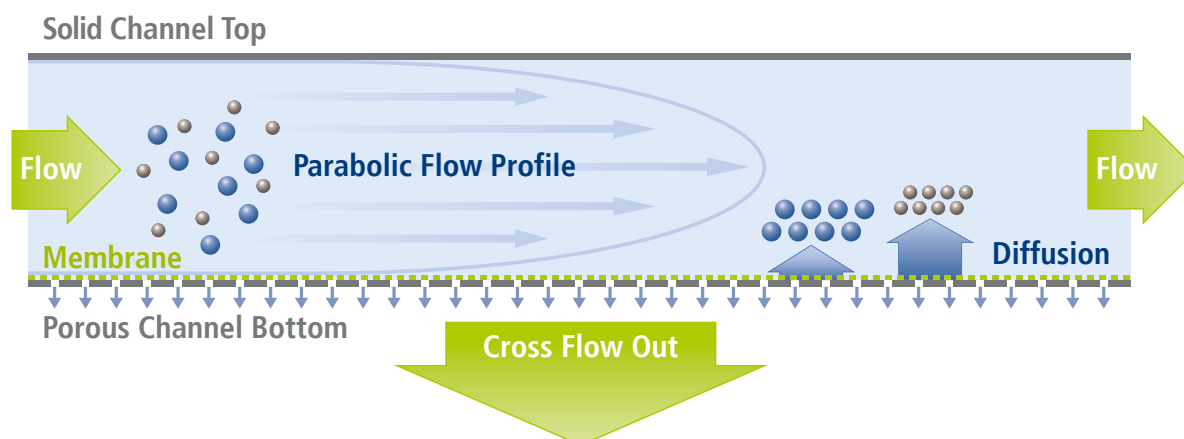 Solid Channel Top
Flow
Parabolic Flow Profile
Flow
Membrane
Diffusion
Porous Channel Bottom
Cross Flow Out